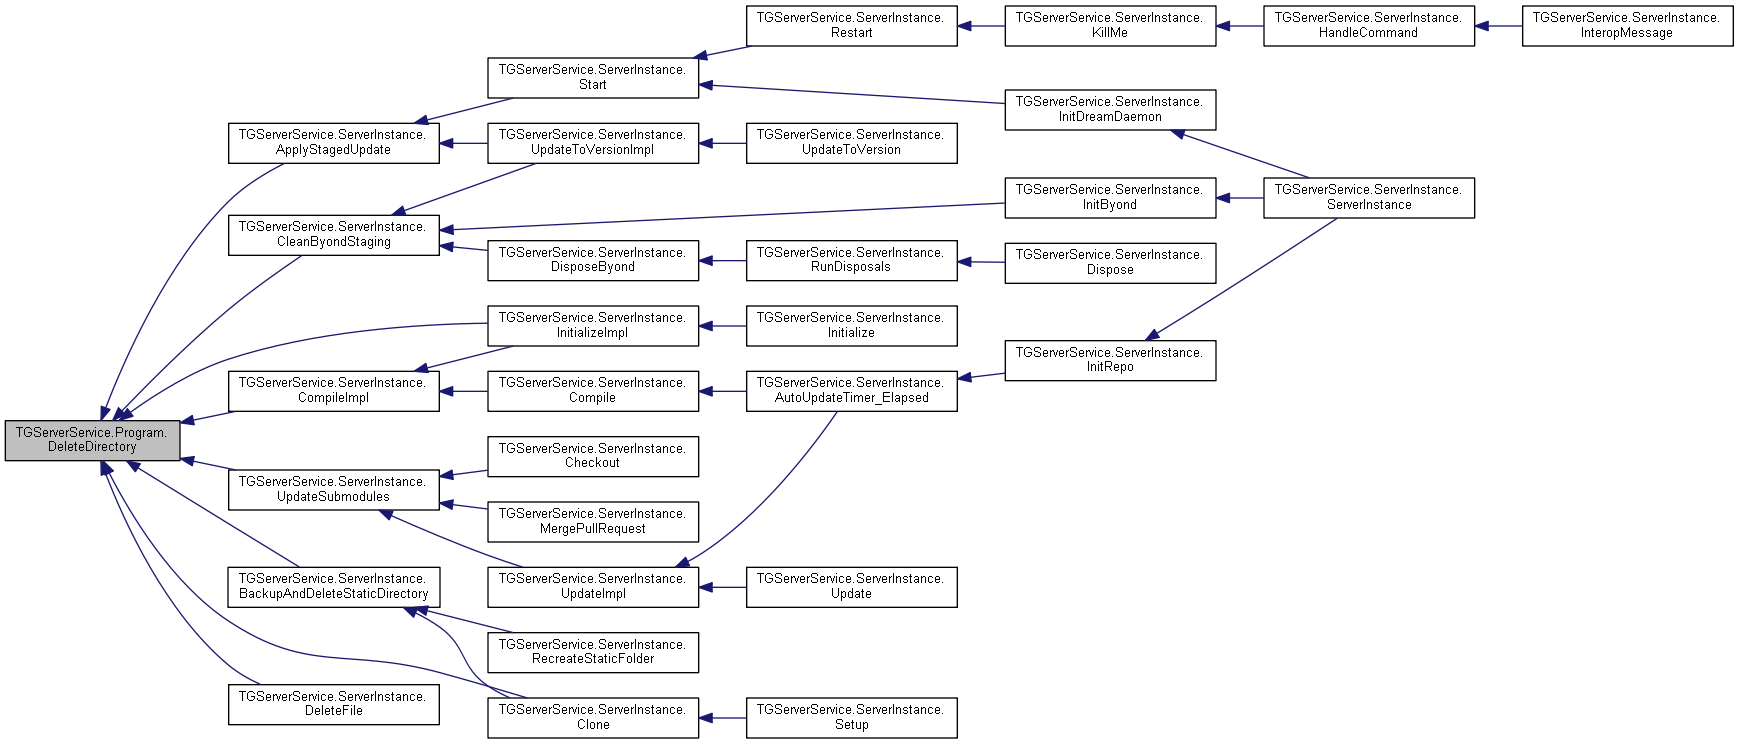 TGServerService.ServerInstance.
Restart
TGServerService.ServerInstance.
KillMe
TGServerService.ServerInstance.
HandleCommand
TGServerService.ServerInstance.
InteropMessage
TGServerService.ServerInstance.
Start
TGServerService.ServerInstance.
InitDreamDaemon
TGServerService.ServerInstance.
ApplyStagedUpdate
TGServerService.ServerInstance.
UpdateToVersionImpl
TGServerService.ServerInstance.
UpdateToVersion
TGServerService.ServerInstance.
InitByond
TGServerService.ServerInstance.
ServerInstance
TGServerService.ServerInstance.
CleanByondStaging
TGServerService.ServerInstance.
DisposeByond
TGServerService.ServerInstance.
RunDisposals
TGServerService.ServerInstance.
Dispose
TGServerService.ServerInstance.
InitializeImpl
TGServerService.ServerInstance.
Initialize
TGServerService.ServerInstance.
InitRepo
TGServerService.ServerInstance.
CompileImpl
TGServerService.ServerInstance.
Compile
TGServerService.ServerInstance.
AutoUpdateTimer_Elapsed
TGServerService.Program.
DeleteDirectory
TGServerService.ServerInstance.
Checkout
TGServerService.ServerInstance.
UpdateSubmodules
TGServerService.ServerInstance.
MergePullRequest
TGServerService.ServerInstance.
BackupAndDeleteStaticDirectory
TGServerService.ServerInstance.
UpdateImpl
TGServerService.ServerInstance.
Update
TGServerService.ServerInstance.
RecreateStaticFolder
TGServerService.ServerInstance.
DeleteFile
TGServerService.ServerInstance.
Clone
TGServerService.ServerInstance.
Setup